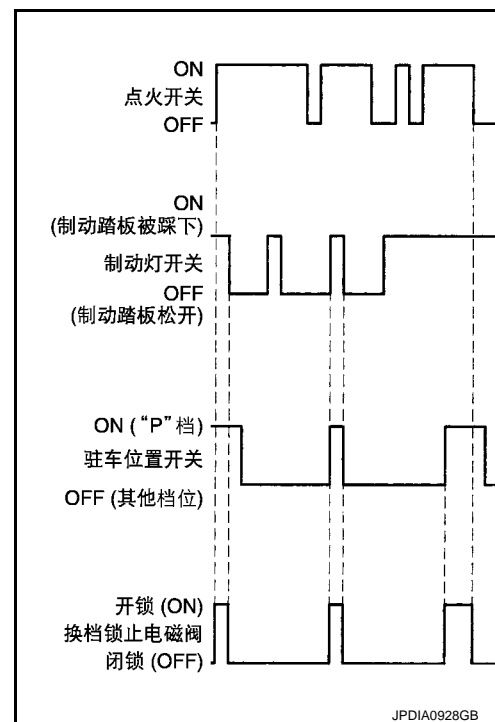 ON
点火开关
OFF
ON
(制动踏板被踩下)
制动灯开关
OFF
(制动踏板松开)
ON (“P”档)
驻车位置开关
OFF (其他档位)
开锁 (ON)
换档锁止电磁阀
闭锁 (OFF)
JPDIA0928GB